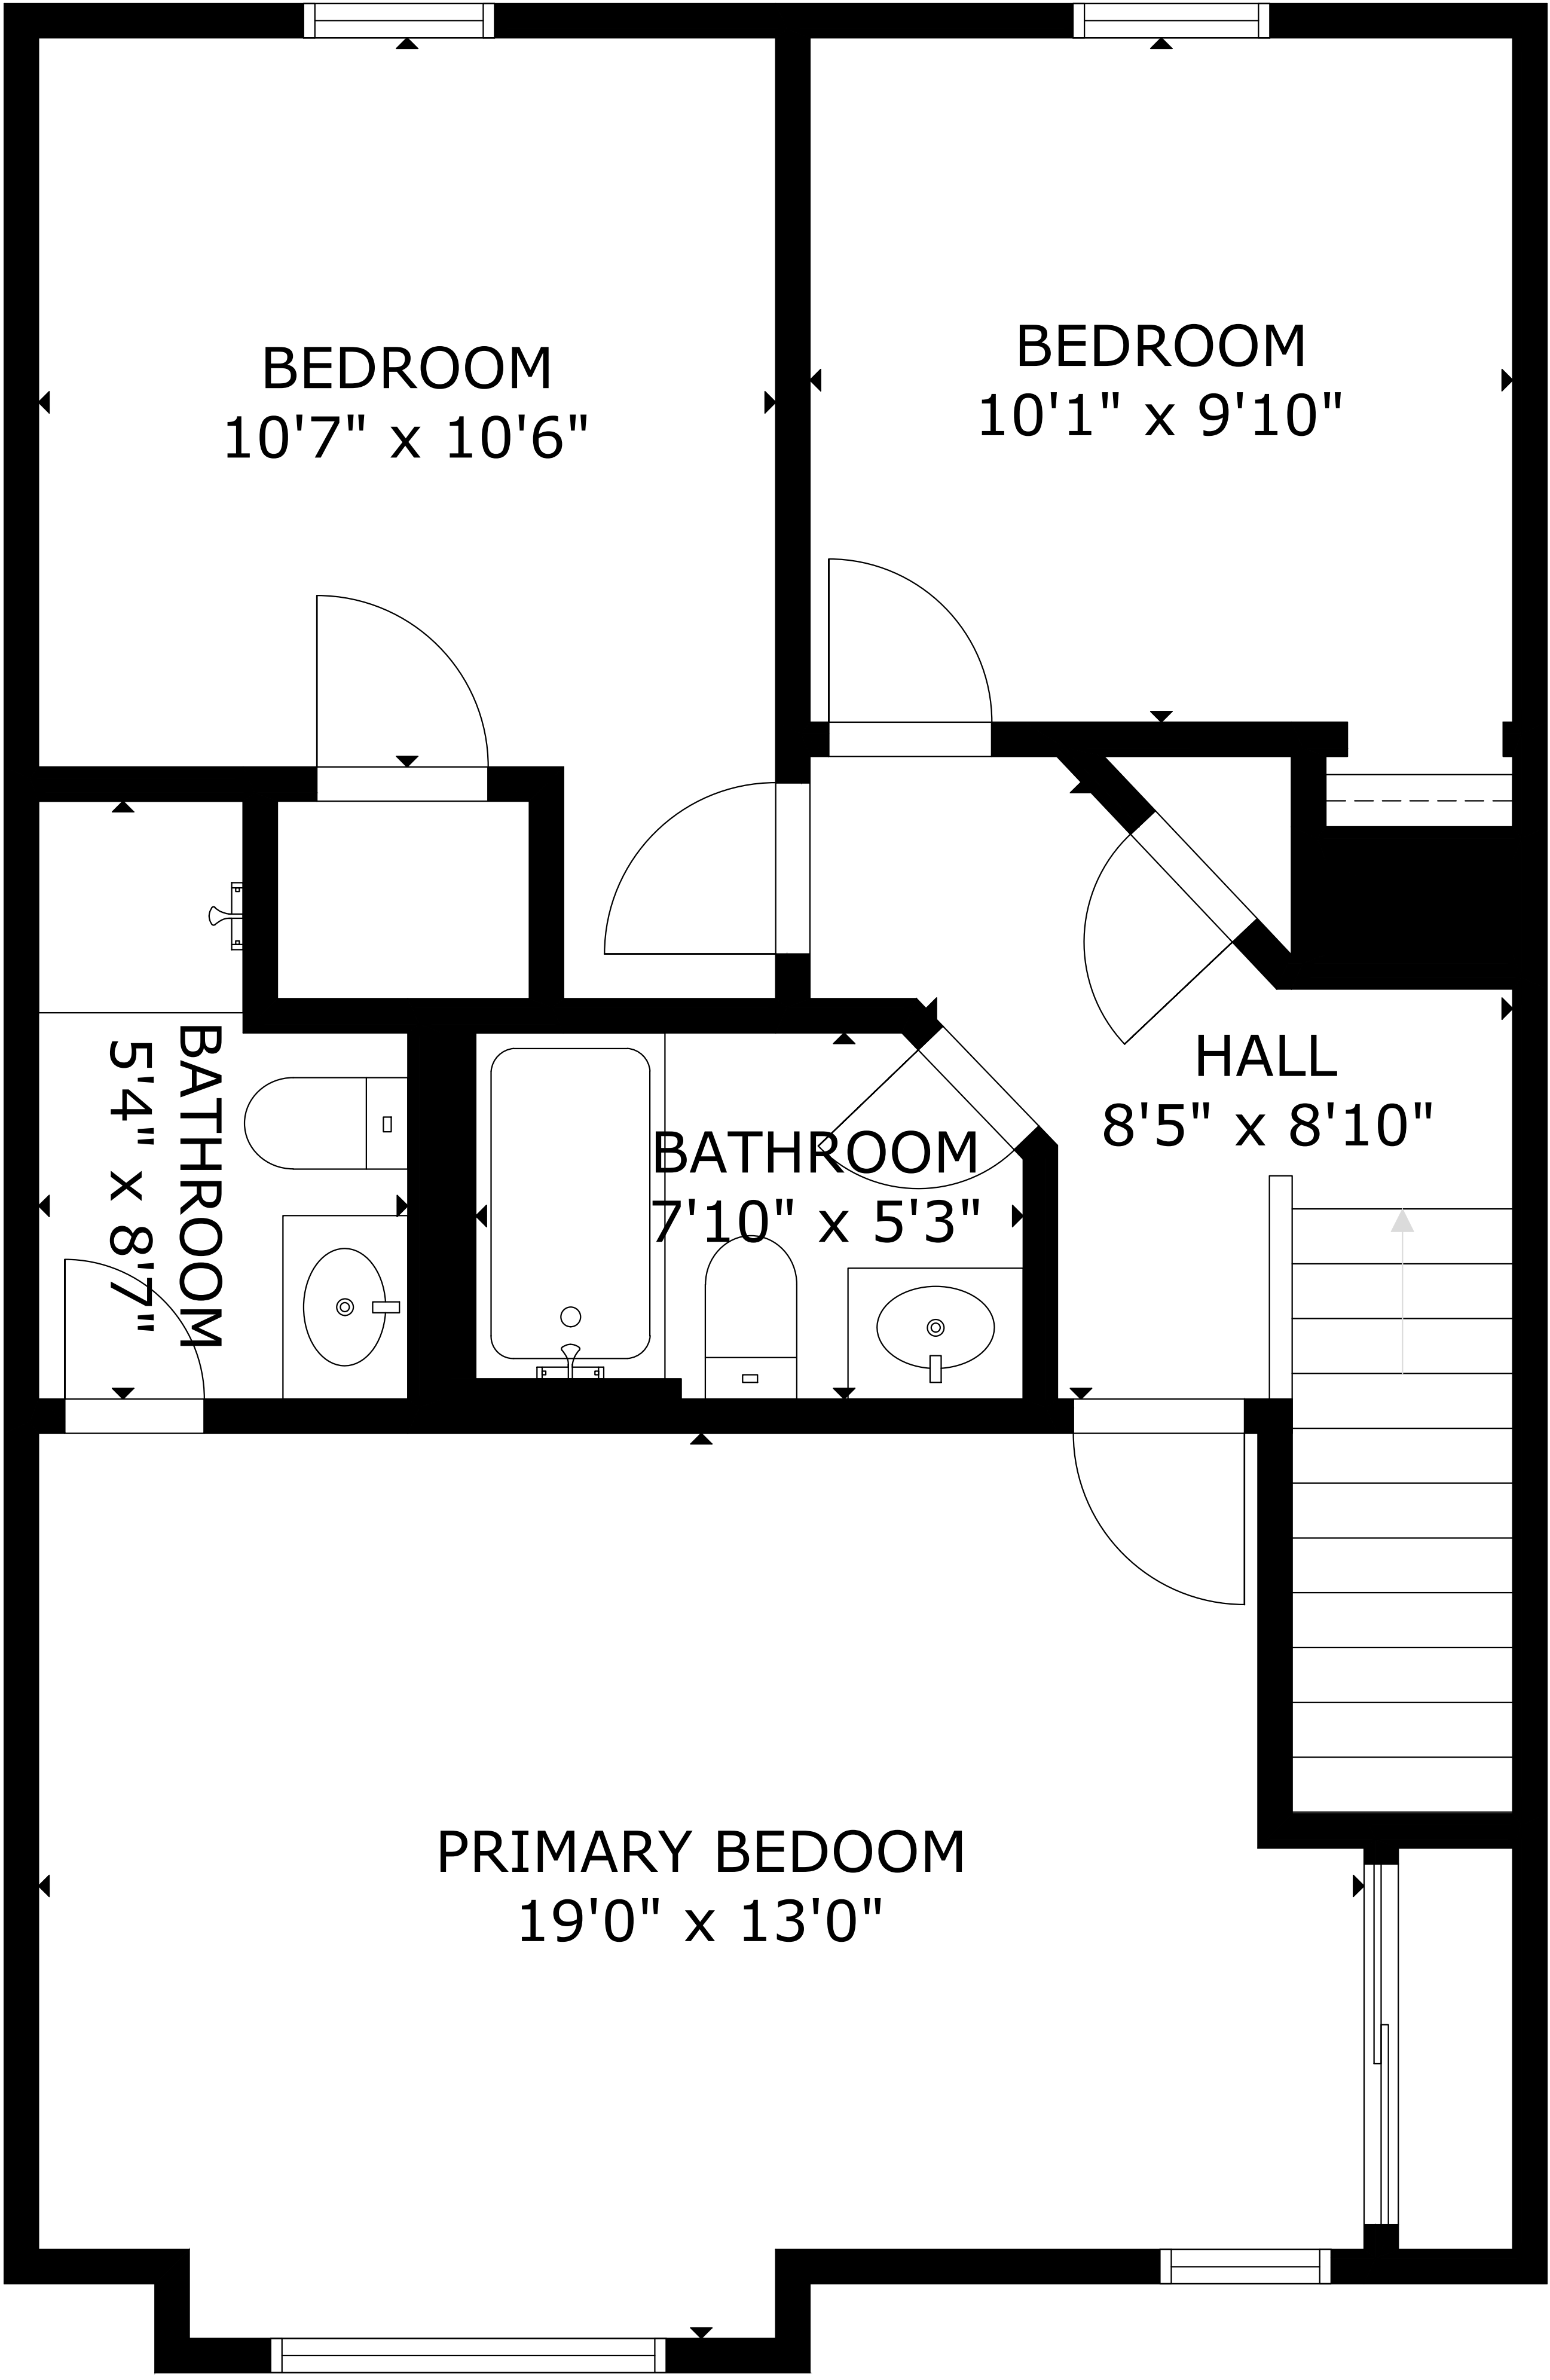 BEDROOM
10'7" x 10'6"
BEDROOM
10'1" x 9'10"
HALL
8'5" x 8'10"
BATHROOM
5'4" x 8'7"
BATHROOM
7'10" x 5'3"
PRIMARY BEDOOM
19'0" x 13'0"